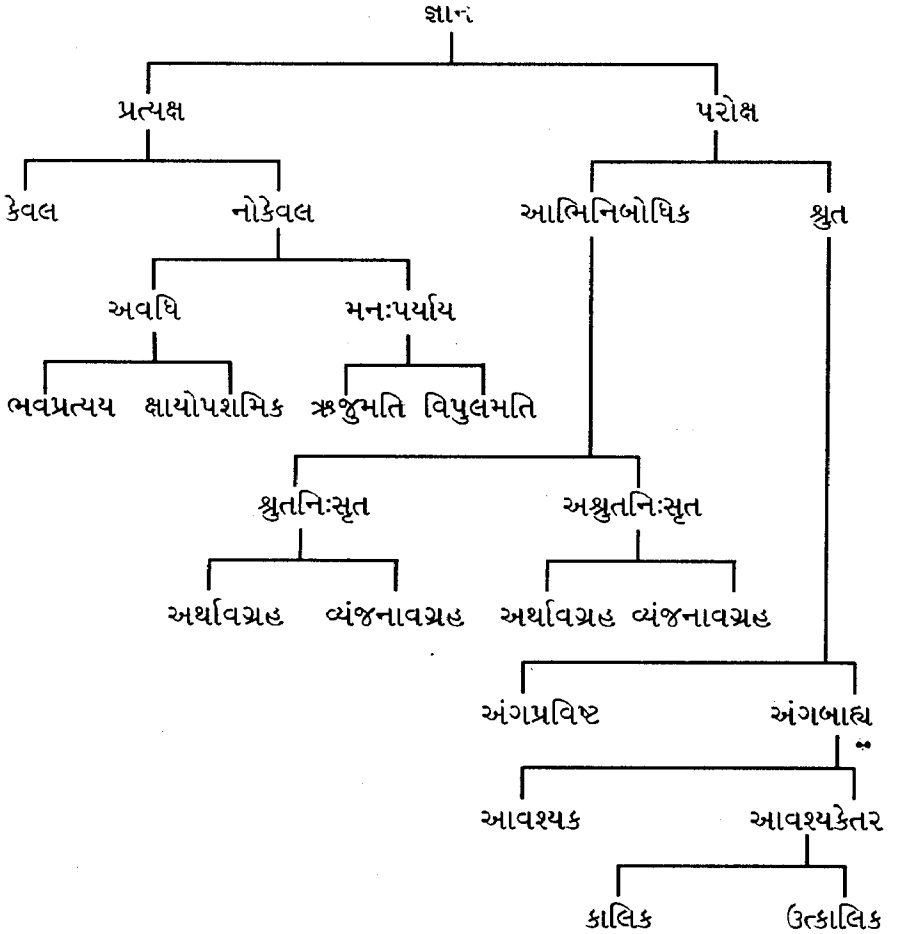 જ્ઞાન
પ્રત્યક્ષ પરોક્ષ
કેવલ નોકેવલ આભિનિબોધિક શ્રુત
અવધિ મનઃપર્યાય
ભવપ્રત્યય ક્ષાયોપશમિક ઋજુમતિ વિપુલમતિ
શ્રુતનિઃસૃત અશ્રુતનિઃસૃત
અર્થાવગ્રહ વ્યંજનાવગ્રહ અર્થાવગ્રહ વ્યંજનાવગ્રહ
અંગપ્રવિષ્ટ અંગબાહ્ય
આવશ્યક આવશ્યકેતર
કાલિક ઉત્કાલિક